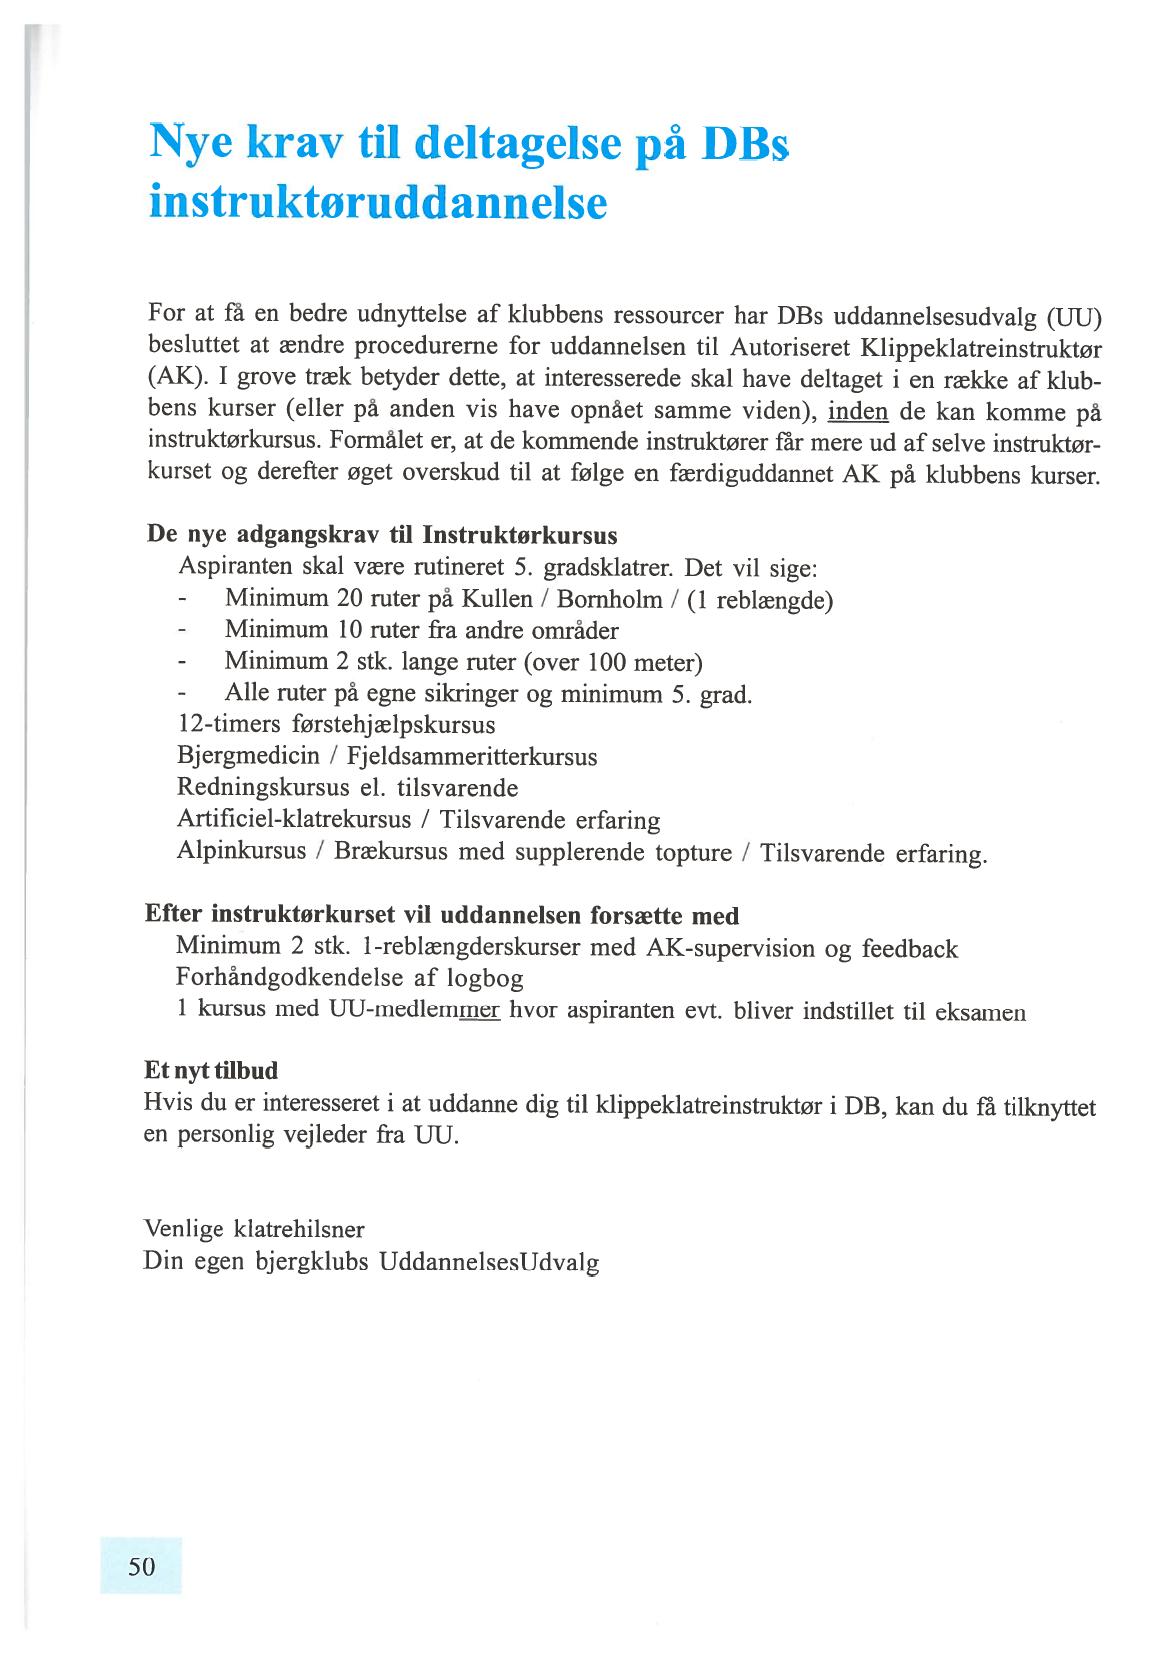 Nye krav til deltagelse på DBs
instruktøruddannelse
For at få en bedre udnyttelse af klubbens ressourcer har DBs uddannelsesudvalg (UU)
besluttet at ændre procedurerne for uddannelsen til Autoriseret Klippeklatreinstruktør
(AK). I grove træk betyder dette, at interesserede skal have deltaget i en række af klub-
bens kurser (eller på anden vis have opnået samme viden), inden de kan komme på
instruktørkursus. Formålet er, at de kommende instruktører får mere ud af selve instruktør-
kurset og derefter øget overskud til at følge en færdiguddannet AK på klubbens kurser.
De nye adgangskrav til Instruktørkursus
Aspiranten skal være rutineret 5. gradsklatrer. Det vil sige:
- Minimum 20 ruter på Kullen / Bornholm / (1 reblængde)
- Minimum 10 ruter fra andre områder
- Minimum 2 stk. lange ruter (over 100 meter)
- Alle ruter på egne sikringer og minimum 5. grad.
12-timers førstehjælpskursus
Bjergmedicin / Fjeldsammeritterkursus
Redningskursus el. tilsvarende
Artificiel-klatrekursus / Tilsvarende erfaring
Alpinkursus / Brækursus med supplerende topture / Tilsvarende erfaring.
Efter instruktørkurset vil uddannelsen forsætte med
Minimum 2 stk. 1-reblængderskurser med AK-supervision og feedback
Forhåndgodkendelse af logbog
1 kursus med UU-medlemmer hvor aspiranten evt. bliver indstillet til eksamen
Et nyt tilbud
Hvis du er interesseret i at uddanne dig til klippeklatreinstruktør i DB, kan du få tilknyttet
en personlig vejleder fra UU.
Venlige klatrehilsner
Din egen bjergklubs UddannelsesUdvalg
50